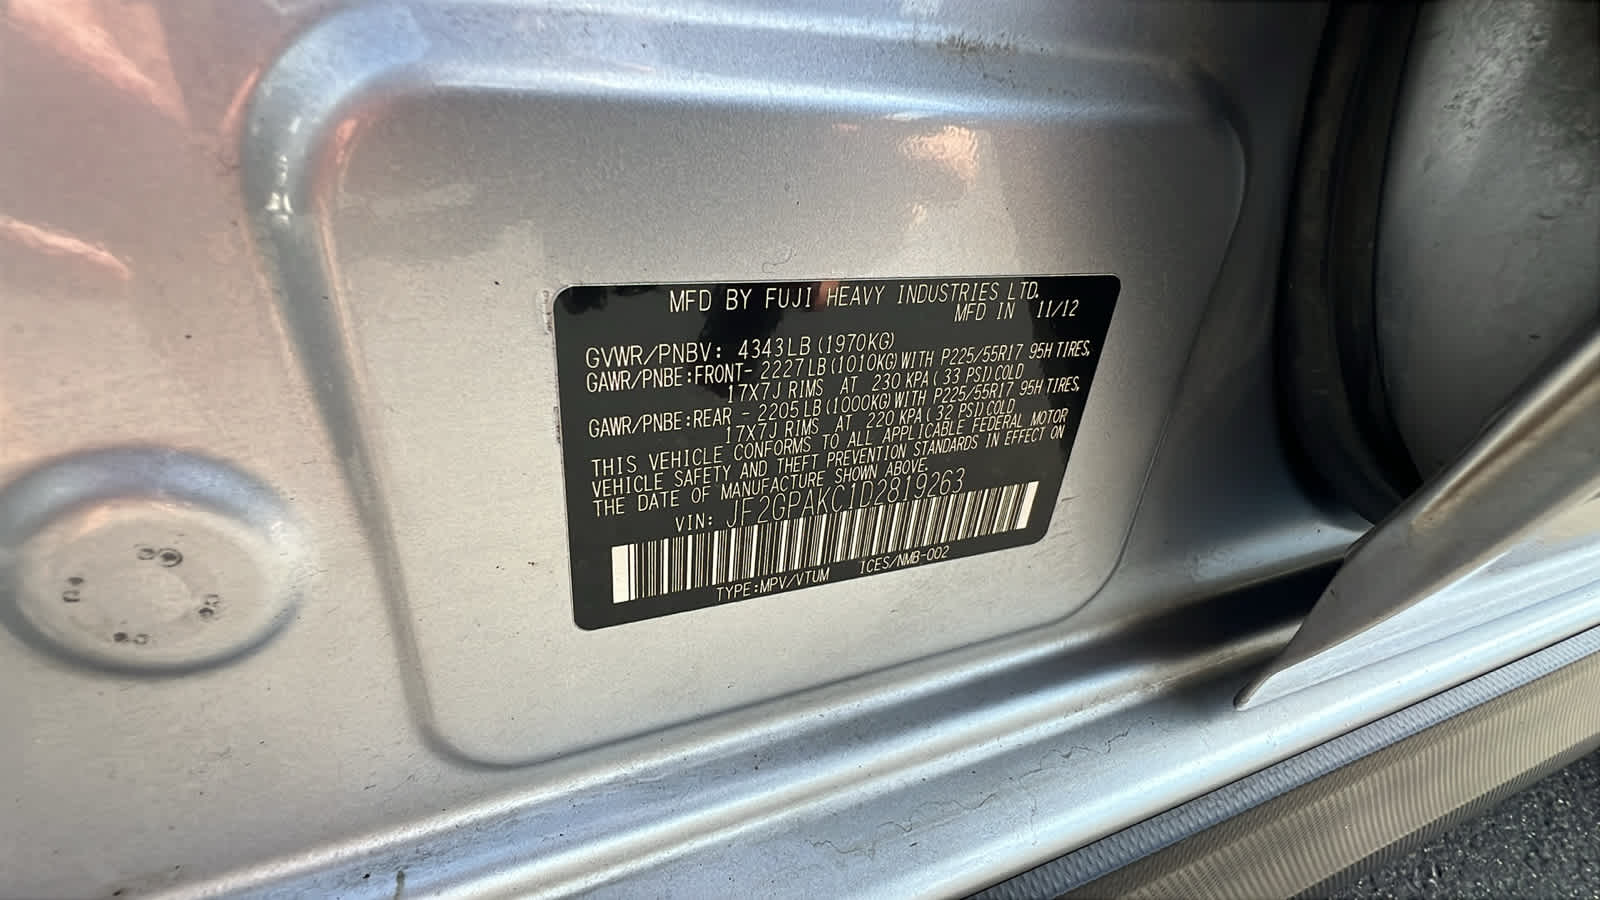 MFD BY FUJI HEAVY INDUSTRIES LTD.
MFD IN 11/12
GVWR/PNBV: 4343LB(1970KG)
GAWR/PNBE:FRONT- 2227LB(1010KG)WITH P225/55R17 95H TIRES,
17X7J RIMS AT 230 KPA(33 PSI)COLD
GAWR/PNBE:REAR - 2205LB(1000KG)WITH P225/55R17 95H TIRES,
17X7J RIMS AT 220 KPA(32 PSI)COLD
THIS VEHICLE CONFORMS TO ALL APPLICABLE FEDERAL MOTOR
VEHICLE SAFETY AND THEFT PREVENTION STANDARDS IN EFFECT ON
THE DATE OF MANUFACTURE SHOWN ABOVE.
VIN: JF2GPAKC1D2819263
TYPE:MPV/VTUM ICES/NMB-002